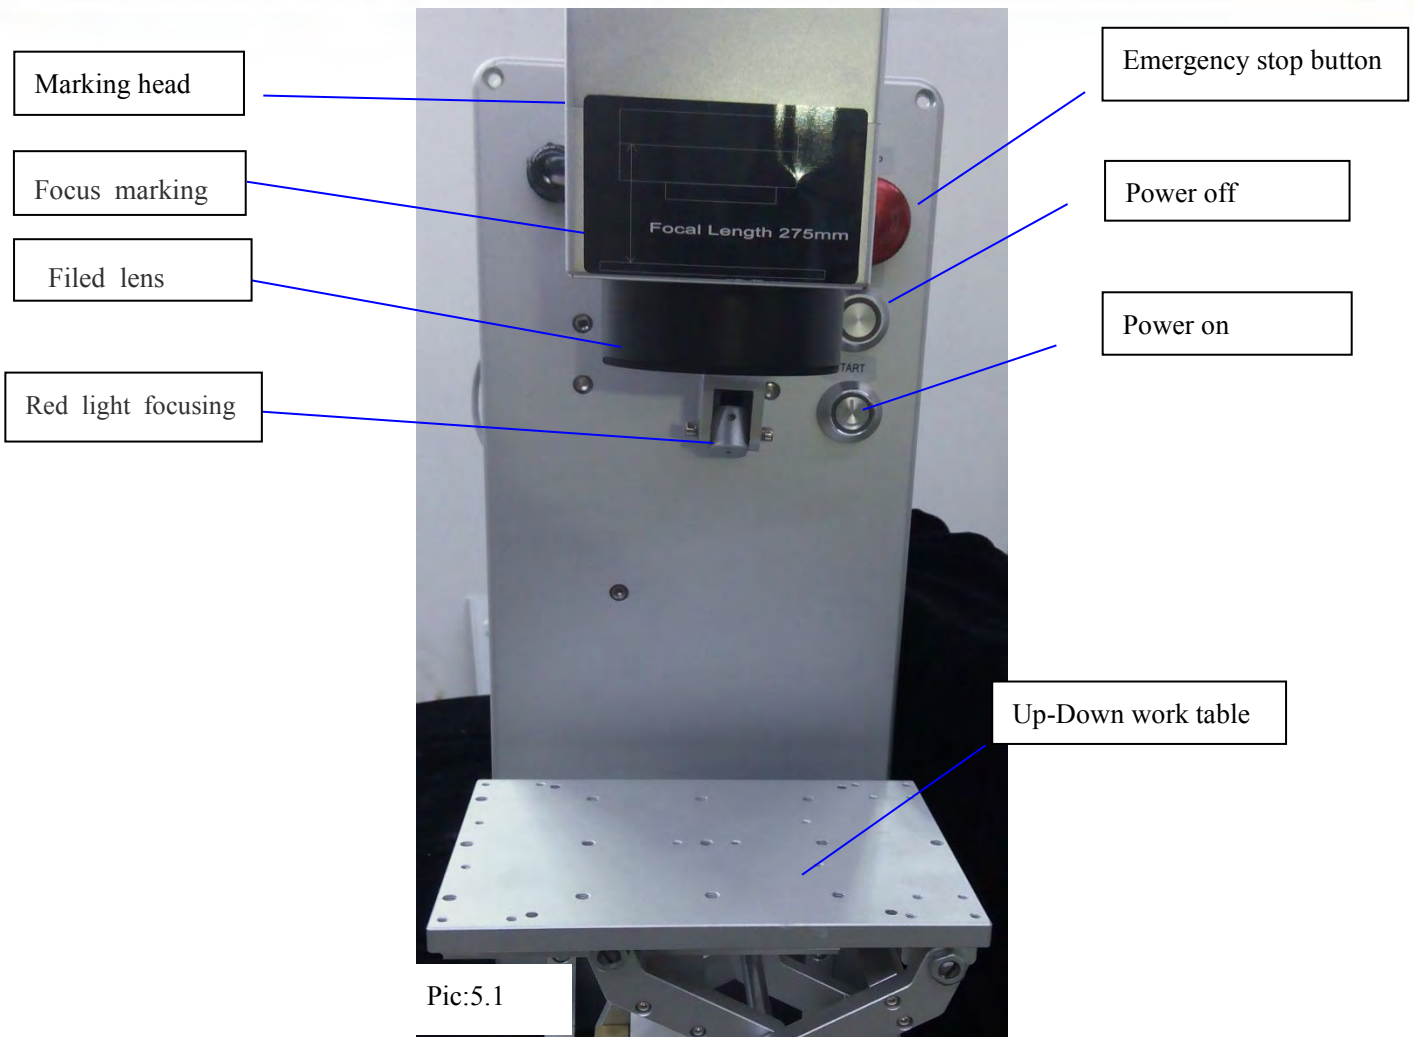 Marking head
Focus marking
Filed lens
Red light focusing
Emergency stop button
Power off
Power on
Focal Length 275mm
Up-Down work table
Pic:5.1